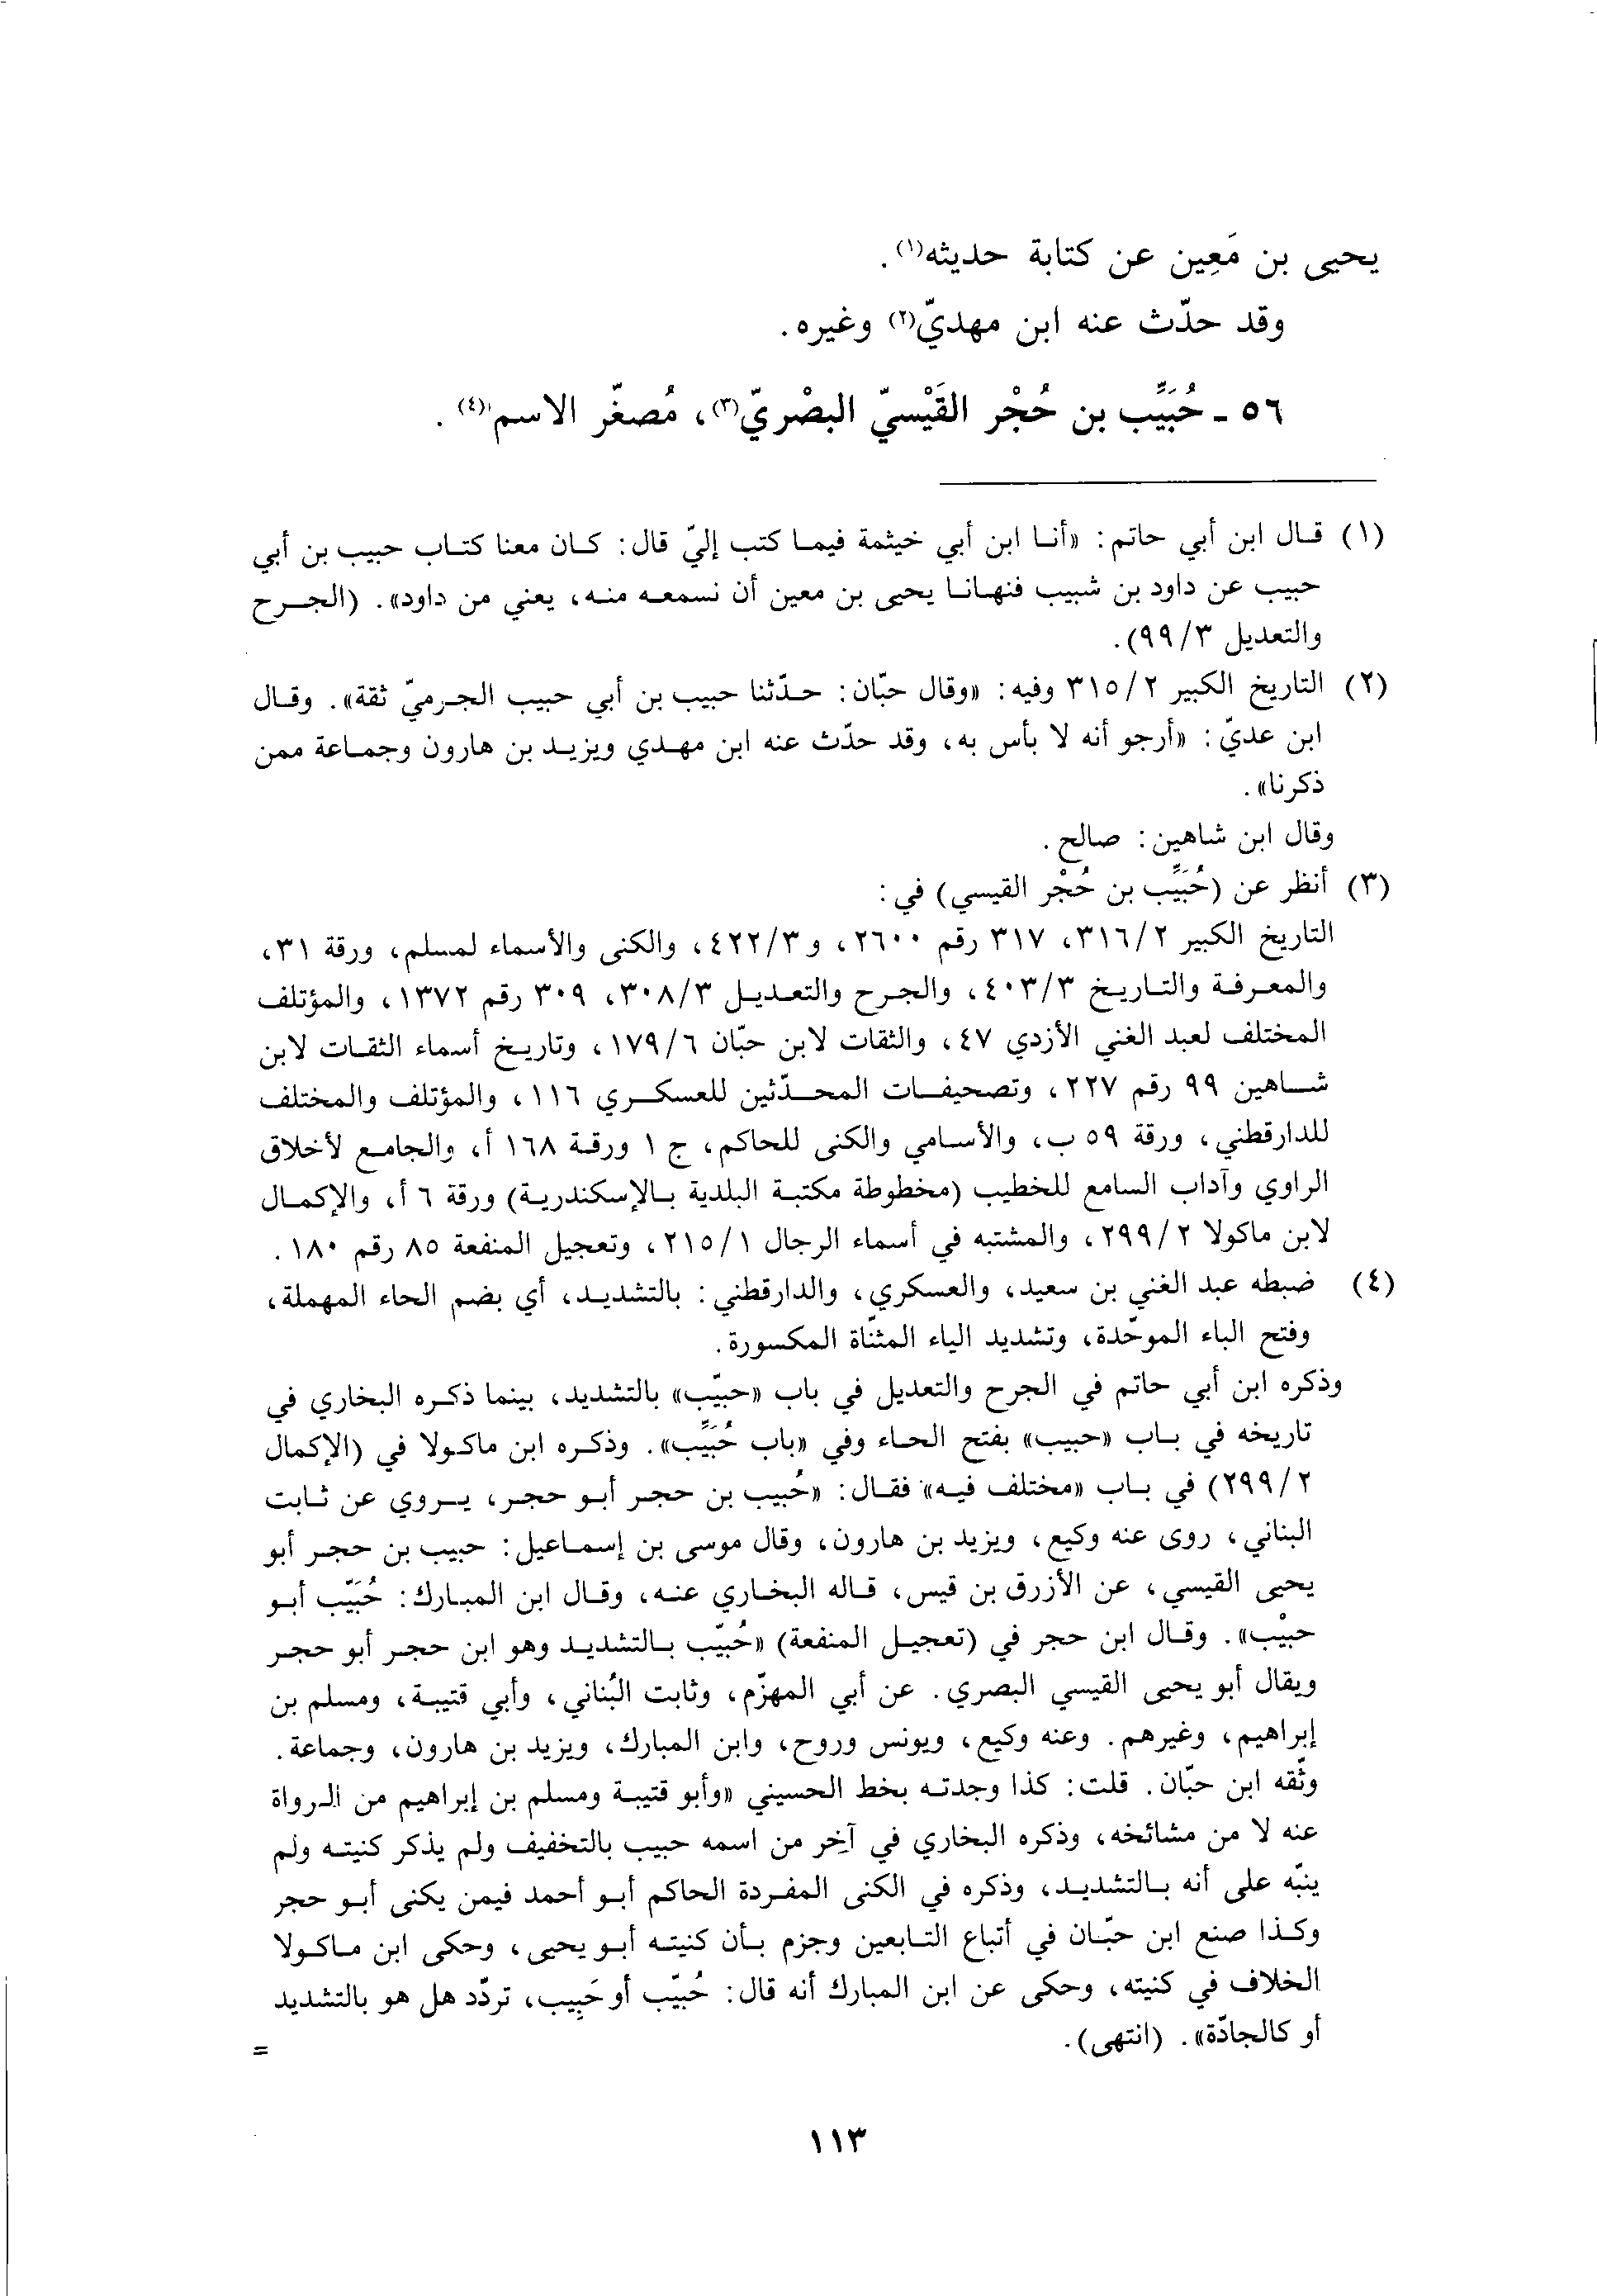 يحيى بن مَعِين عن كتابة حديثه(١).
وقد حدّث عنه ابن مهديّ(٢) وغيره.
٥٦ - حُبَيِّب بن حُجْر القَيْسيّ البصْريّ(٣)، مُصغّر الاسم(٤).
(١) قال ابن أبي حاتم: «أنا ابن أبي خيثمة فيما كتب إليّ قال: كان معنا كتاب حبيب بن أبي
حبيب عن داود بن شبيب فنهانا يحيى بن معين أن نسمعه منه، يعني من داود». (الجرح
والتعديل ٩٩/٣).
(٢) التاريخ الكبير ٣١٥/٢ وفيه: «وقال حبّان: حدّثنا حبيب بن أبي حبيب الجرميّ ثقة». وقال
ابن عديّ: «أرجو أنه لا بأس به، وقد حدّث عنه ابن مهدي ويزيد بن هارون وجماعة ممن
ذكرنا».
وقال ابن شاهين: صالح.
(٣) أنظر عن (حُبَيِّب بن حُجْر القيسي) في:
التاريخ الكبير ٣١٦/٢، ٣١٧ رقم ٢٦٠٠، و٤٢٢/٣، والكنى والأسماء لمسلم، ورقة ٣١،
والمعرفة والتاريخ ٤٠٣/٣، والجرح والتعديل ٣٠٨/٣، ٣٠٩ رقم ١٣٧٢، والمؤتلف
المختلف لعبد الغني الأزدي ٤٧، والثقات لابن حبّان ١٧٩/٦، وتاريخ أسماء الثقات لابن
شاهين ٩٩ رقم ٢٢٧، وتصحيفات المحدّثين للعسكري ١١٦، والمؤتلف والمختلف
للدارقطني، ورقة ٥٩ ب، والأسامي والكنى للحاكم، ج ١ ورقة ١٦٨ أ، والجامع لأخلاق
الراوي وآداب السامع للخطيب (مخطوطة مكتبة البلدية بالإسكندرية) ورقة ٦ أ، والإكمال
لابن ماكولا ٢٩٩/٢، والمشتبه في أسماء الرجال ٢١٥/١، وتعجيل المنفعة ٨٥ رقم ١٨٠.
(٤) ضبطه عبد الغني بن سعيد، والعسكري، والدارقطني: بالتشديد، أي بضم الحاء المهملة،
وفتح الباء الموحّدة، وتشديد الياء المثنّاة المكسورة.
وذكره ابن أبي حاتم في الجرح والتعديل في باب «حبيّب» بالتشديد، بينما ذكره البخاري في
تاريخه في باب «حبيب» بفتح الحاء وفي «باب حُبَيِّب». وذكره ابن ماكولا في (الإكمال
٢٩٩/٢) في باب «مختلف فيه» فقال: «حُبيب بن حجر أبو حجر، يروي عن ثابت
البناني، روى عنه وكيع، ويزيد بن هارون، وقال موسى بن إسماعيل: حبيب بن حجر أبو
يحيى القيسي، عن الأزرق بن قيس، قاله البخاري عنه، وقال ابن المبارك: حُبَيّب أبو
حبيْب». وقال ابن حجر في (تعجيل المنفعة) «حُبيّب بالتشديد وهو ابن حجر أبو حجر
ويقال أبو يحيى القيسي البصري. عن أبي المهزّم، وثابت البُناني، وأبي قتيبة، ومسلم بن
إبراهيم، وغيرهم. وعنه وكيع، ويونس وروح، وابن المبارك، ويزيد بن هارون، وجماعة.
وثّقه ابن حبّان. قلت: كذا وجدته بخط الحسيني «وأبو قتيبة ومسلم بن إبراهيم من الرواة
عنه لا من مشائخه، وذكره البخاري في آخِر من اسمه حبيب بالتخفيف ولم يذكر كنيته ولم
ينبّه على أنه بالتشديد، وذكره في الكنى المفردة الحاكم أبو أحمد فيمن يكنى أبو حجر
وكذا صنع ابن حبّان في أتباع التابعين وجزم بأن كنيته أبو يحيى، وحكى ابن ماكولا
الخلاف في كنيته، وحكى عن ابن المبارك أنه قال: حُبيّب أو حَبِيب، تردّد هل هو بالتشديد
أو كالجادّة». (انتهى).
=
١١٣